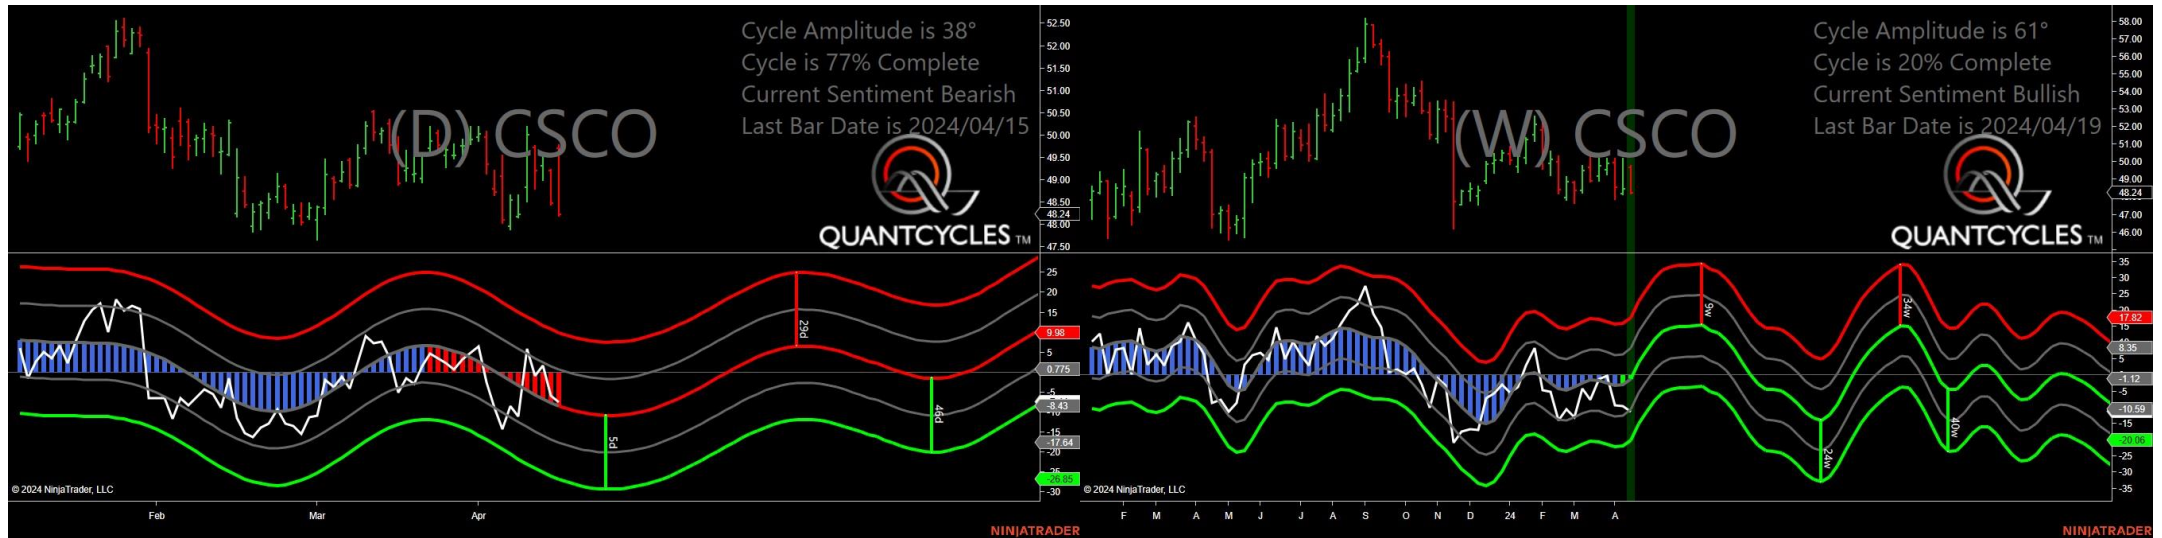 Cycle Amplitude is 38°
Cycle is 77% Complete
Current Sentiment Bearish
Last Bar Date is 2024/04/15
(D) CSCO
QUANTCYCLES TM
52.50
52.00
51.50
51.00
50.50
50.00
49.50
49.00
48.50
48.24
48.00
47.50
25
20
15
9.98
5
0.775
-5
-8.43
-15
-17.64
-20
-26.85
-30
29d
5d
46d
© 2024 NinjaTrader, LLC
Feb Mar Apr
NINJATRADER
Cycle Amplitude is 61°
Cycle is 20% Complete
Current Sentiment Bullish
Last Bar Date is 2024/04/19
(W) CSCO
QUANTCYCLES TM
58.00
57.00
56.00
55.00
54.00
53.00
52.00
51.00
50.00
49.00
48.24
47.00
46.00
35
30
25
17.82
15
8.35
5
-1.12
-5
-10.59
-15
-20.06
-25
-30
-35
9w
34w
24w
40w
© 2024 NinjaTrader, LLC
F M A M J J A S O N D 24 F M A
NINJATRADER